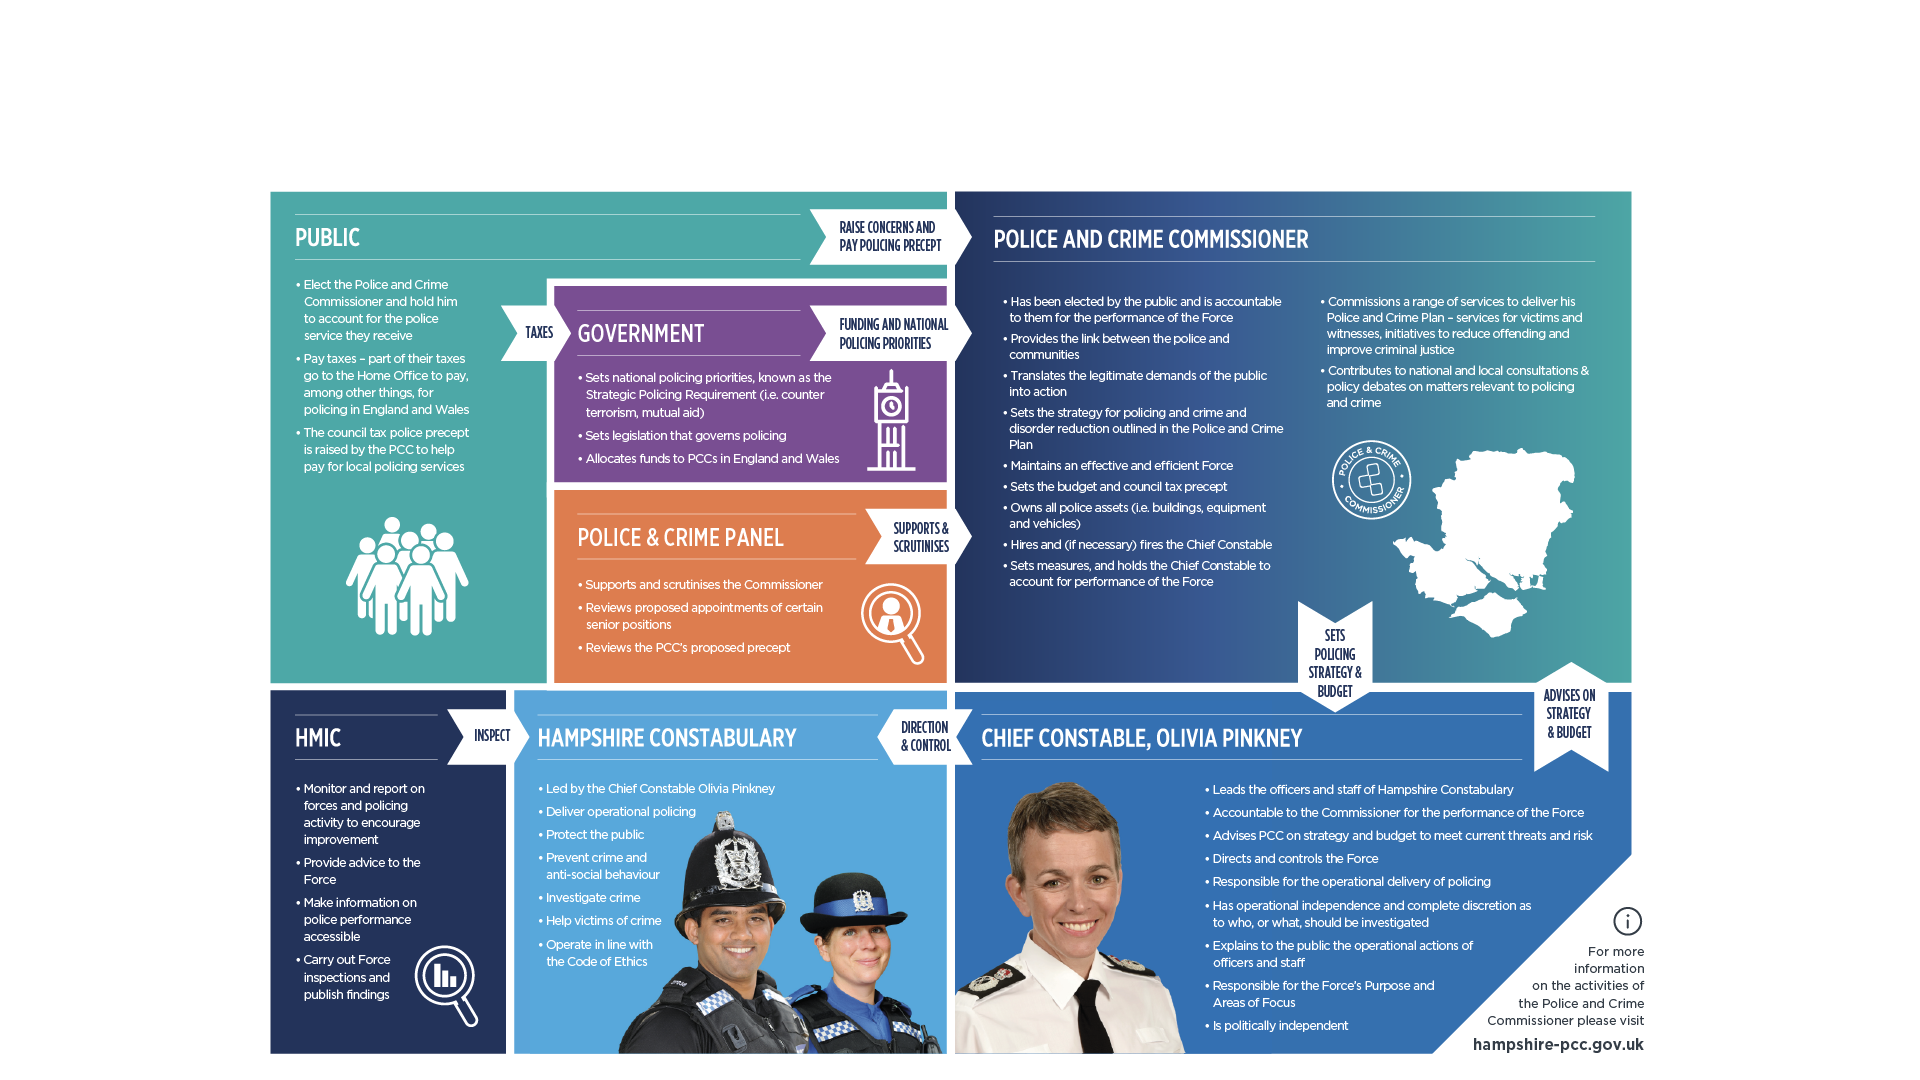 PUBLIC
• Elect the Police and Crime
Commissioner and hold him
to account for the police
service they receive
• Pay taxes – part of their taxes
go to the Home Office to pay,
among other things, for
policing in England and Wales
• The council tax police precept
is raised by the PCC to help
pay for local policing services
RAISE CONCERNS AND
PAY POLICING PRECEPT
TAXES
GOVERNMENT
• Sets national policing priorities, known as the
Strategic Policing Requirement (i.e. counter
terrorism, mutual aid)
• Sets legislation that governs policing
• Allocates funds to PCCs in England and Wales
FUNDING AND NATIONAL
POLICING PRIORITIES
POLICE & CRIME PANEL
• Supports and scrutinises the Commissioner
• Reviews proposed appointments of certain
senior positions
• Reviews the PCC's proposed precept
SUPPORTS &
SCRUTINISES
POLICE AND CRIME COMMISSIONER
• Has been elected by the public and is accountable
to them for the performance of the Force
• Provides the link between the police and
communities
• Translates the legitimate demands of the public
into action
• Sets the strategy for policing and crime and
disorder reduction outlined in the Police and Crime
Plan
• Maintains an effective and efficient Force
• Sets the budget and council tax precept
• Owns all police assets (i.e. buildings, equipment
and vehicles)
• Hires and (if necessary) fires the Chief Constable
• Sets measures, and holds the Chief Constable to
account for performance of the Force
• Commissions a range of services to deliver his
Police and Crime Plan – services for victims and
witnesses, initiatives to reduce offending and
improve criminal justice
• Contributes to national and local consultations &
policy debates on matters relevant to policing
and crime
• POLICE & CRIME •
COMMISSIONER
SETS
POLICING
STRATEGY &
BUDGET
ADVISES ON
STRATEGY
& BUDGET
HMIC
• Monitor and report on
forces and policing
activity to encourage
improvement
• Provide advice to the
Force
• Make information on
police performance
accessible
• Carry out Force
inspections and
publish findings
INSPECT
HAMPSHIRE CONSTABULARY
• Led by the Chief Constable Olivia Pinkney
• Deliver operational policing
• Protect the public
• Prevent crime and
anti-social behaviour
• Investigate crime
• Help victims of crime
• Operate in line with
the Code of Ethics
DIRECTION
& CONTROL
CHIEF CONSTABLE, OLIVIA PINKNEY
• Leads the officers and staff of Hampshire Constabulary
• Accountable to the Commissioner for the performance of the Force
• Advises PCC on strategy and budget to meet current threats and risk
• Directs and controls the Force
• Responsible for the operational delivery of policing
• Has operational independence and complete discretion as
to who, or what, should be investigated
• Explains to the public the operational actions of
officers and staff
• Responsible for the Force's Purpose and
Areas of Focus
• Is politically independent
For more
information
on the activities of
the Police and Crime
Commissioner please visit
hampshire-pcc.gov.uk